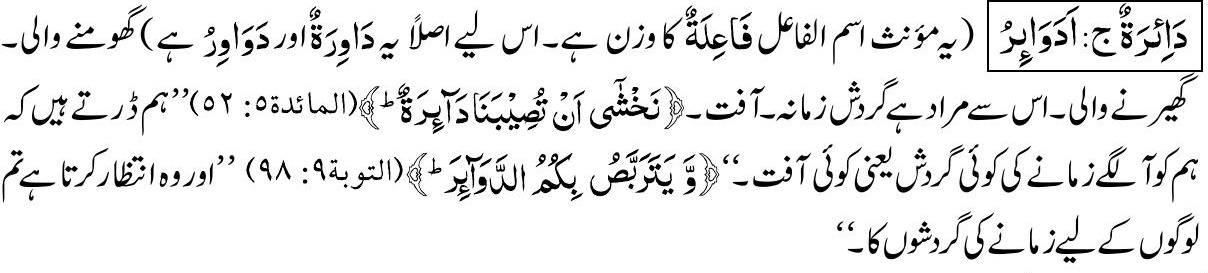 دَائِرَۃٌ ج: اَدَوَایِرُ (یہ مؤنث اسم الفاعل فَاعِلَۃٌ کا وزن ہے۔ اس لیے اصلاً یہ دَاوِرَۃٌ اور دَوَاوِرُ ہے) گھومنے والی۔
گھیرنے والی۔ اس سے مراد ہے گردش زمانہ۔ آفت۔ ﴿نَخْشٰۤی اَنْ تُصِیْبَنَا دَآئِرَۃٌ ؕ﴾ (المائدۃ۵: ۵۲) ’’ہم ڈرتے ہیں کہ
ہم کو آ لگے زمانے کی کوئی گردش یعنی کوئی آفت۔‘‘ ﴿وَّ یَتَرَبَّصُ بِکُمُ الدَّوَآئِرَ ؕ﴾ (التوبۃ۹: ۹۸) ’’اور وہ انتظار کرتا ہے تم
لوگوں کے لیے زمانے کی گردشوں کا۔‘‘